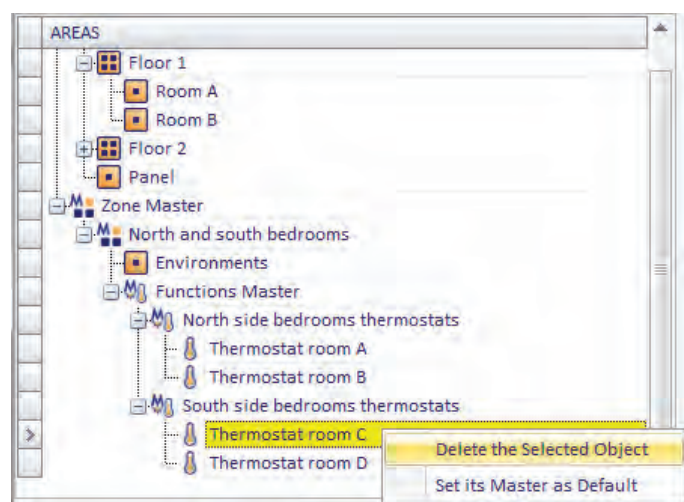 AREAS
Floor 1
Room A
Room B
Floor 2
Panel
Zone Master
North and south bedrooms
Environments
Functions Master
North side bedrooms thermostats
Thermostat room A
Thermostat room B
South side bedrooms thermostats
Thermostat room C
Delete the Selected Object
Thermostat room D
Set its Master as Default